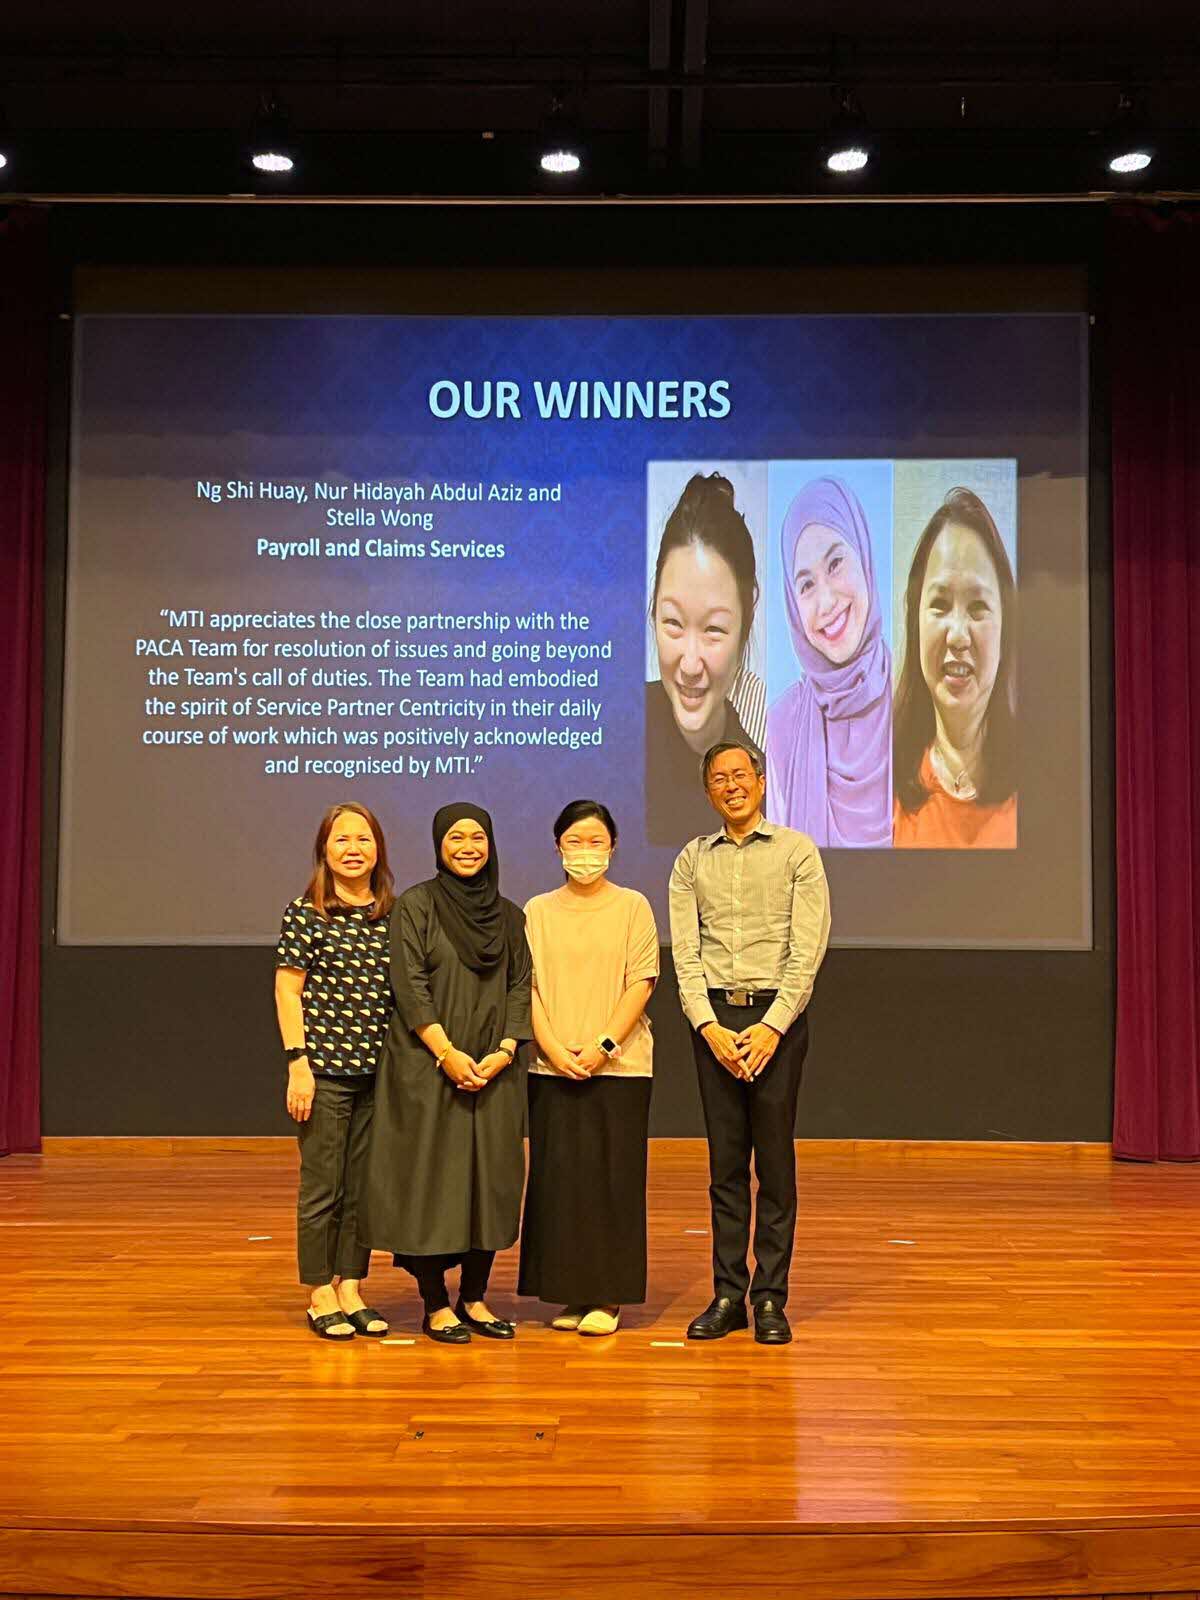 OUR WINNERS
Ng Shi Huay, Nur Hidayah Abdul Aziz and
Stella Wong
Payroll and Claims Services
“MTI appreciates the close partnership with the
PACA Team for resolution of issues and going beyond
the Team's call of duties. The Team had embodied
the spirit of Service Partner Centricity in their daily
course of work which was positively acknowledged
and recognised by MTI.”